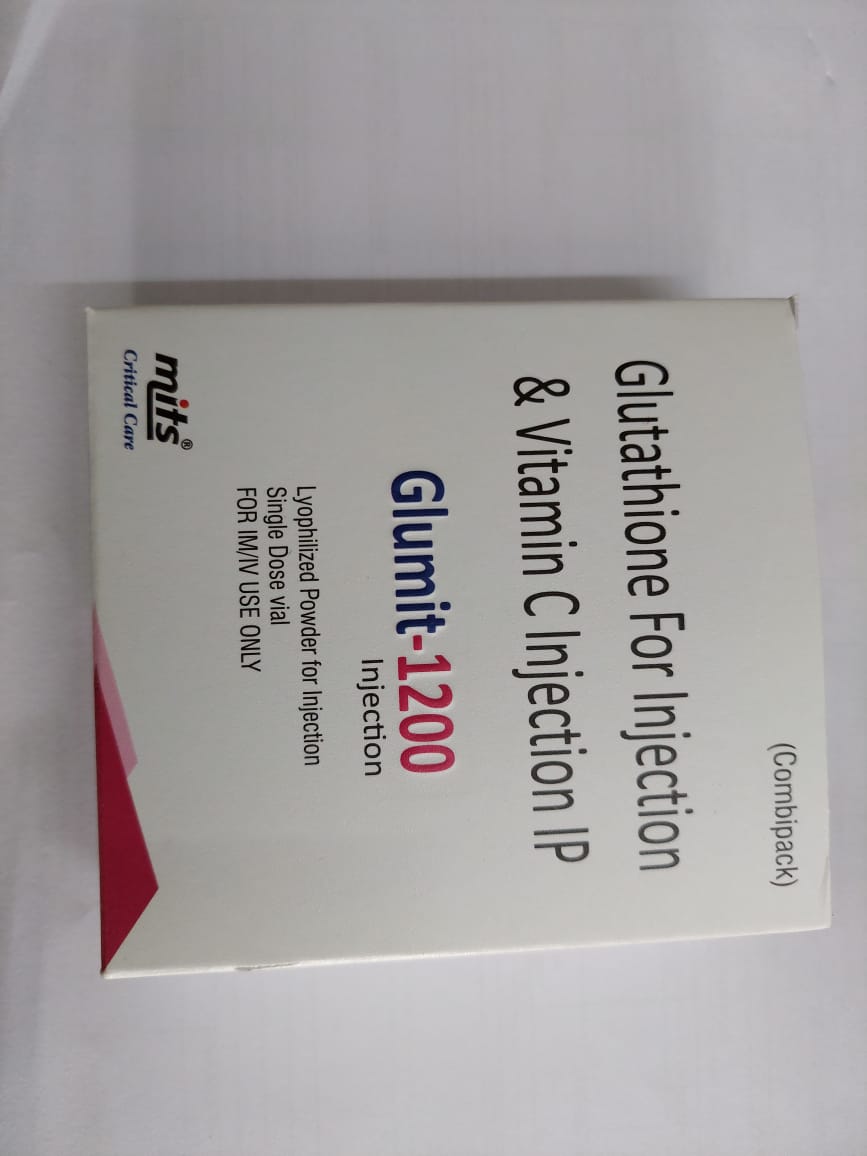 (Combipack)
Glutathione For Injection
& Vitamin C Injection IP
Glumit-1200
Injection
Lyophilized Powder for Injection
Single Dose vial
FOR IM/IV USE ONLY
mits®
Critical Care